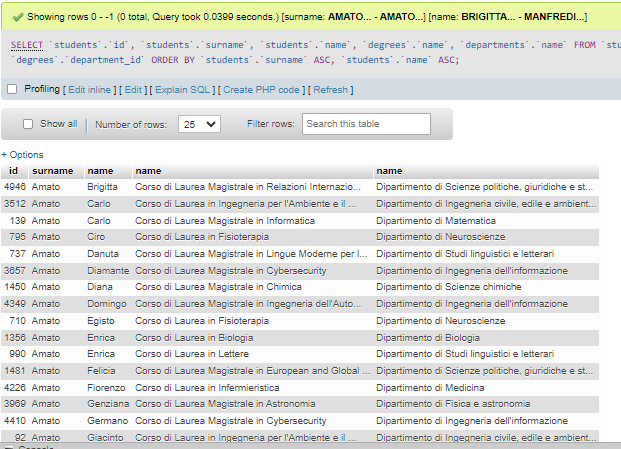 Showing rows 0 - -1 (0 total, Query took 0.0399 seconds.) [surname: AMATO... - AMATO...] [name: BRIGITTA... - MANFREDI...]
SELECT `students`.`id`, `students`.`surname`, `students`.`name`, `degrees`.`name`, `departments`.`name` FROM `stu
`degrees`.`department_id` ORDER BY `students`.`surname` ASC, `students`.`name` ASC;
Profiling [ Edit inline ] [ Edit ] [ Explain SQL ] [ Create PHP code ] [ Refresh ]
Show all Number of rows: 25 Filter rows: Search this table
+ Options
id surname name name name
4946 Amato Brigitta Corso di Laurea Magistrale in Relazioni Internazio... Dipartimento di Scienze politiche, giuridiche e st...
3512 Amato Carlo Corso di Laurea in Ingegneria per l'Ambiente e il ... Dipartimento di Ingegneria civile, edile e ambient...
139 Amato Carlo Corso di Laurea Magistrale in Informatica Dipartimento di Matematica
795 Amato Ciro Corso di Laurea in Fisioterapia Dipartimento di Neuroscienze
737 Amato Danuta Corso di Laurea Magistrale in Lingue Moderne per l... Dipartimento di Studi linguistici e letterari
3657 Amato Diamante Corso di Laurea Magistrale in Cybersecurity Dipartimento di Ingegneria dell'informazione
1450 Amato Diana Corso di Laurea Magistrale in Chimica Dipartimento di Scienze chimiche
4349 Amato Domingo Corso di Laurea Magistrale in Ingegneria dell'Auto... Dipartimento di Ingegneria dell'informazione
710 Amato Egisto Corso di Laurea in Fisioterapia Dipartimento di Neuroscienze
1356 Amato Enrica Corso di Laurea in Biologia Dipartimento di Biologia
990 Amato Enrica Corso di Laurea in Lettere Dipartimento di Studi linguistici e letterari
1481 Amato Felicia Corso di Laurea Magistrale in European and Global ... Dipartimento di Scienze politiche, giuridiche e st...
4226 Amato Fiorenzo Corso di Laurea in Infermieristica Dipartimento di Medicina
3969 Amato Genziana Corso di Laurea Magistrale in Astronomia Dipartimento di Fisica e astronomia
4410 Amato Germano Corso di Laurea Magistrale in Cybersecurity Dipartimento di Ingegneria dell'informazione
92 Amato Giacinto Corso di Laurea in Ingegneria per l'Ambiente e il ... Dipartimento di Ingegneria civile, edile e ambient...